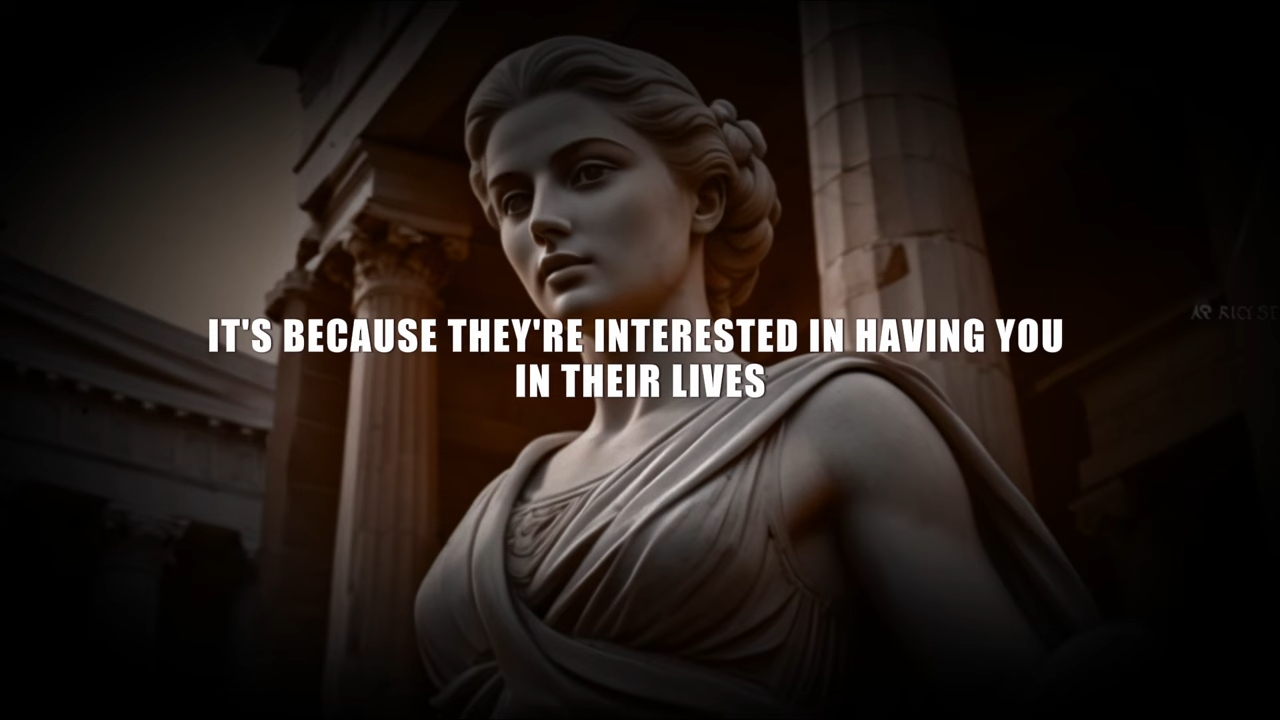 IT'S BECAUSE THEY'RE INTERESTED IN HAVING YOU
IN THEIR LIVES